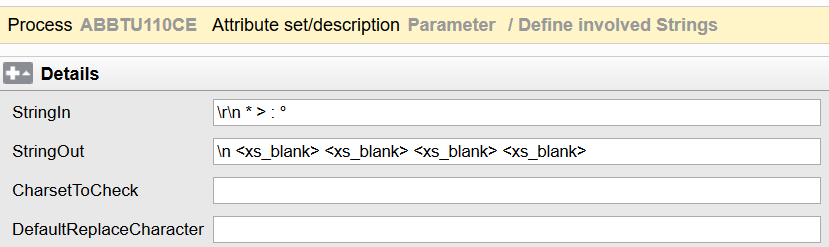 Process ABBTU110CE Attribute set/description Parameter / Define involved Strings
Details
StringIn \r\n * > : °
StringOut \n <xs_blank> <xs_blank> <xs_blank> <xs_blank>
CharsetToCheck
DefaultReplaceCharacter